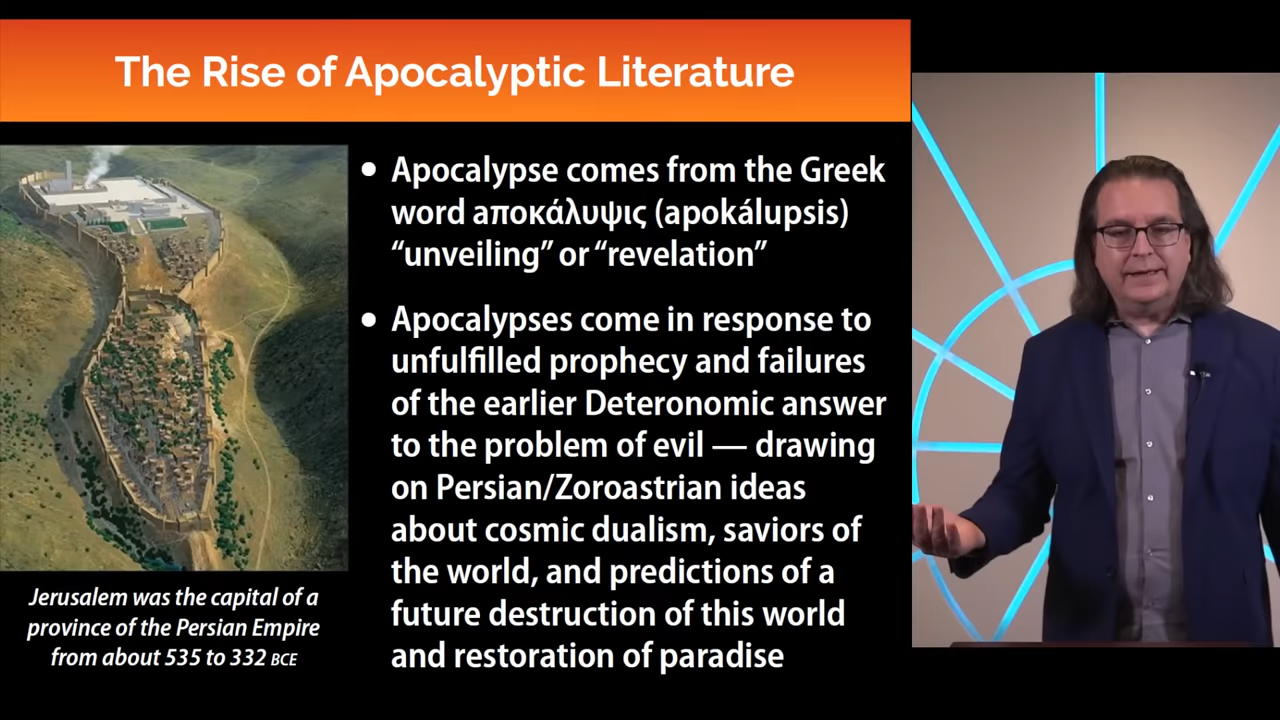 The Rise of Apocalyptic Literature
• Apocalypse comes from the Greek
word αποκάλυψις (apokálupsis)
“unveiling” or “revelation”
• Apocalypses come in response to
unfulfilled prophecy and failures
of the earlier Deteronomic answer
to the problem of evil — drawing
on Persian/Zoroastrian ideas
about cosmic dualism, saviors of
the world, and predictions of a
future destruction of this world
and restoration of paradise
Jerusalem was the capital of a
province of the Persian Empire
from about 535 to 332 BCE